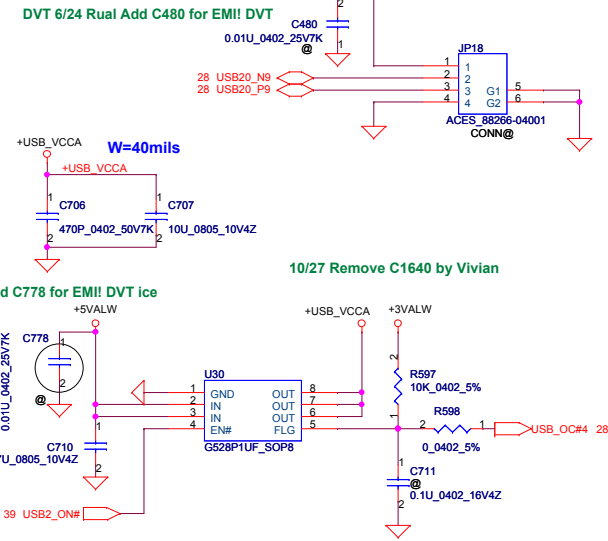 DVT 6/24 Rual Add C480 for EMI! DVT
2
C480
0.01U_0402_25V7K
@
1
JP18
1 1
28 USB20_N9 2 2
28 USB20_P9 3 3 G1 5
4 4 G2 6
ACES_88266-04001
CONN@
+USB_VCCA
W=40mils
+USB_VCCA
1 1
C706 C707
470P_0402_50V7K 10U_0805_10V4Z
2 2
10/27 Remove C1640 by Vivian
d C778 for EMI! DVT ice
+5VALW
+USB_VCCA
+3VALW
0.01U_0402_25V7K
C778
1
2
@
U30
1 GND OUT 8
2 IN OUT 7
3 IN OUT 6
4 EN# FLG 5
G528P1UF_SOP8
2
R597
10K_0402_5%
1
R598
2 1
0_0402_5%
USB_OC#4 28
1
C710
7U_0805_10V4Z
2
1
C711
@
0.1U_0402_16V4Z
2
39 USB2_ON#